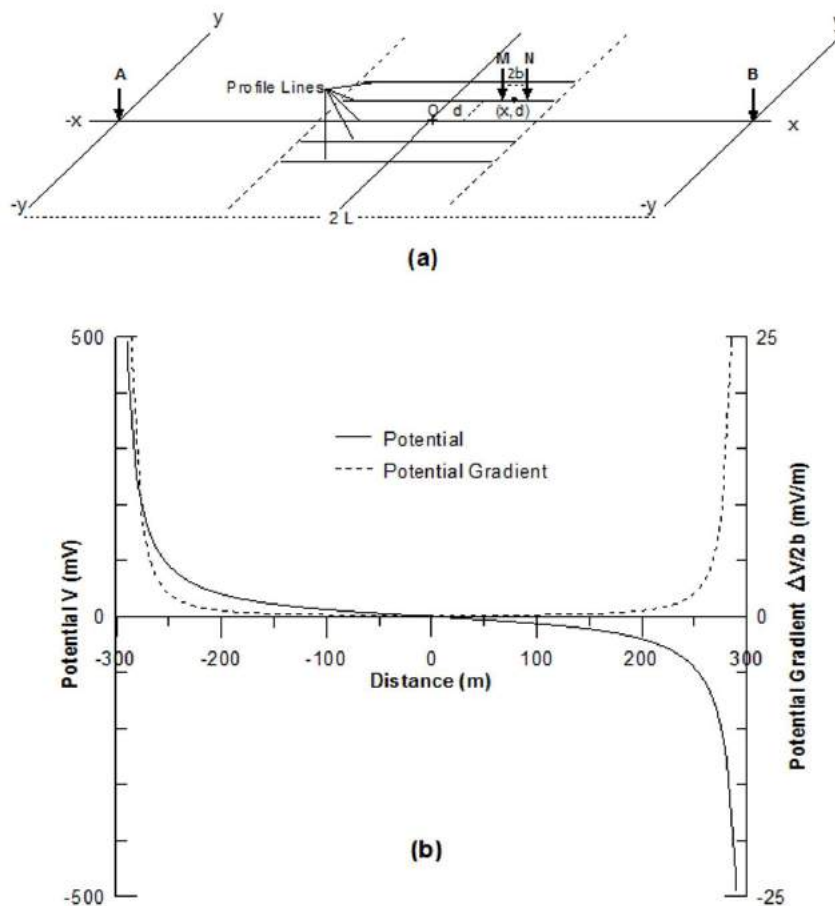 y
y
A
M
N
B
2b
Profile Lines
O
d
(x, d)
-x
x
-y
-y
2 L
(a)
500
25
Potential
Potential Gradient
Potential V (mV)
Potential Gradient ΔV/2b (mV/m)
0
0
-300
-200
-100
0
100
200
300
Distance (m)
(b)
-500
-25